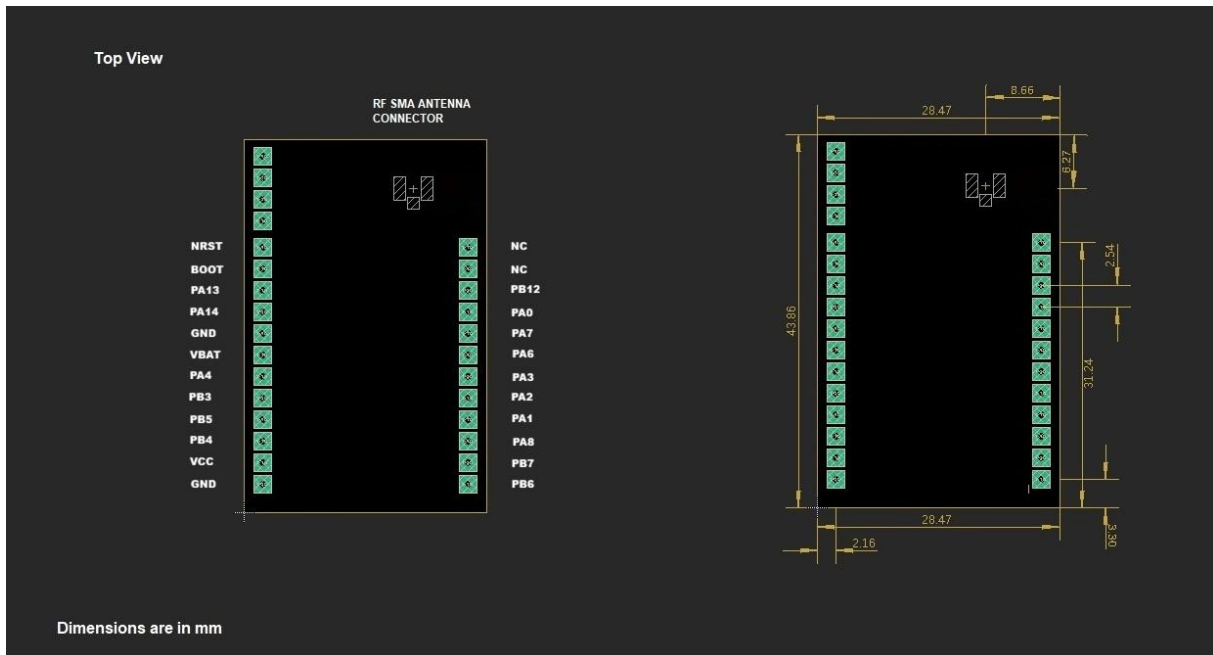 Top View
RF SMA ANTENNA
CONNECTOR
NRST
BOOT
PA13
PA14
GND
VBAT
PA4
PB3
PB5
PB4
VCC
GND
NC
NC
PB12
PA0
PA7
PA6
PA3
PA2
PA1
PA8
PB7
PB6
8.66
28.47
6.27
2.54
43.86
31.24
28.47
3.30
2.16
Dimensions are in mm